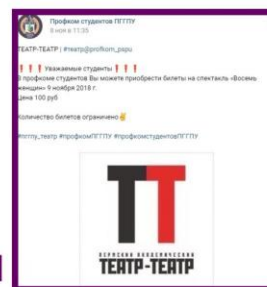 Профком студентов ПГГПУ
6 ноя в 11:35
ТЕАТР-ТЕАТР | #театр@profkom_pspu
❗❗❗Уважаемые студенты❗❗❗
В профкоме студентов Вы можете приобрести билеты на спектакль «Восемь
женщин» 9 ноября 2018 г.
Цена 100 руб
Количество билетов ограничено✌
#пггпу_театр #профкомПГГПУ #профкомстудентовПГГПУ
ПЕРМСКИЙ АКАДЕМИЧЕСКИЙ
ТЕАТР-ТЕАТР